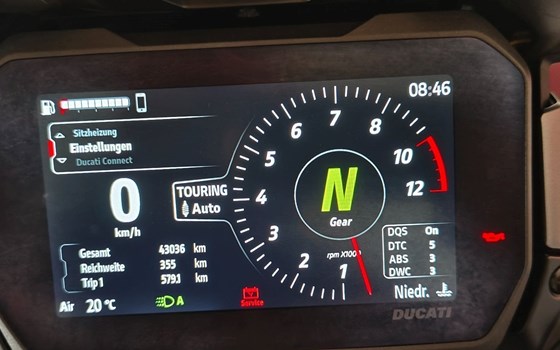 08:46
Sitzheizung
Einstellungen
Ducati Connect
0
km/h
TOURING
Auto
1
2
3
4
5
6
7
8
10
12
rpm X1000
N
Gear
Gesamt 43036 km
Reichweite 355 km
Trip 1 579.1 km
DQS On
DTC 5
ABS 3
DWC 3
Air 20 °C
A
Service
Niedr.
DUCATI